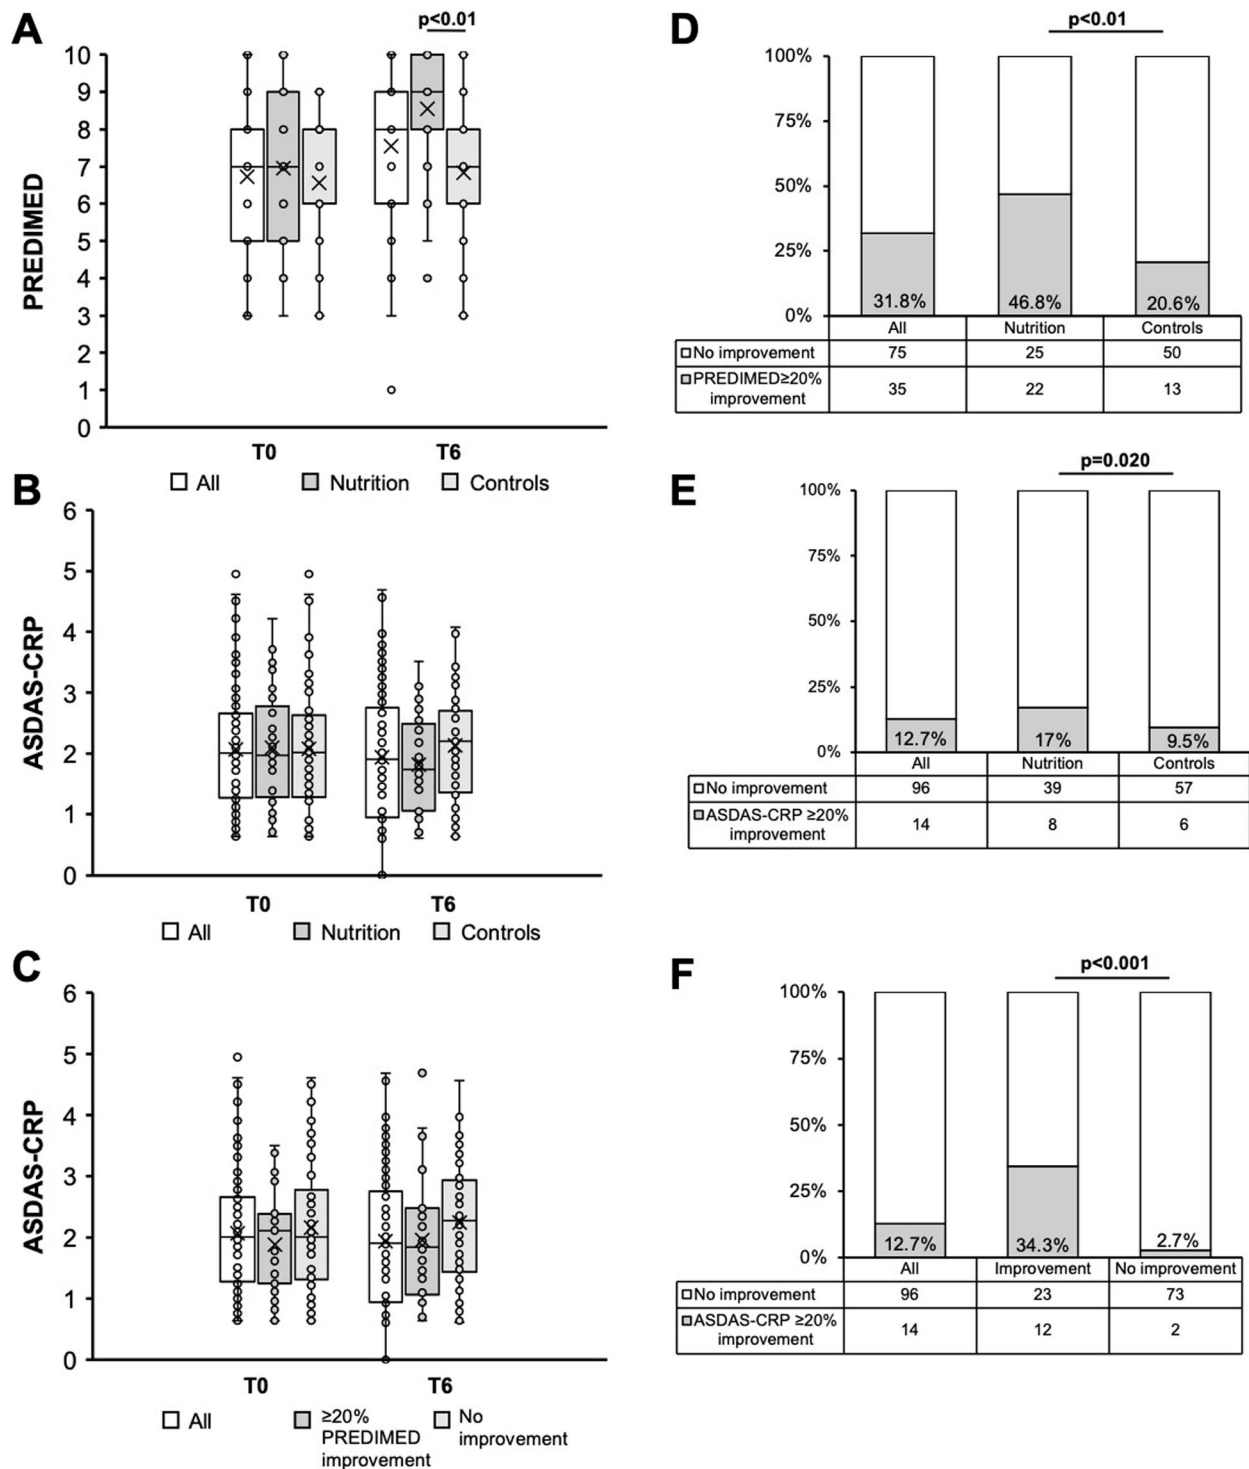 A
p<0.01
PREDIMED
10
9
8
7
6
5
4
3
2
1
0
T0 T6
All Nutrition Controls
B
ASDAS-CRP
6
5
4
3
2
1
0
T0 T6
All Nutrition Controls
C
ASDAS-CRP
6
5
4
3
2
1
0
T0 T6
All ≥20% PREDIMED improvement No improvement
D
p<0.01
100%
75%
50%
25%
0%
31.8% 46.8% 20.6%
All Nutrition Controls
No improvement 75 25 50
PREDIMED≥20% improvement 35 22 13
E
p=0.020
100%
75%
50%
25%
0%
12.7% 17% 9.5%
All Nutrition Controls
No improvement 96 39 57
ASDAS-CRP ≥20% improvement 14 8 6
F
p<0.001
100%
75%
50%
25%
0%
12.7% 34.3% 2.7%
All Improvement No improvement
No improvement 96 23 73
ASDAS-CRP ≥20% improvement 14 12 2